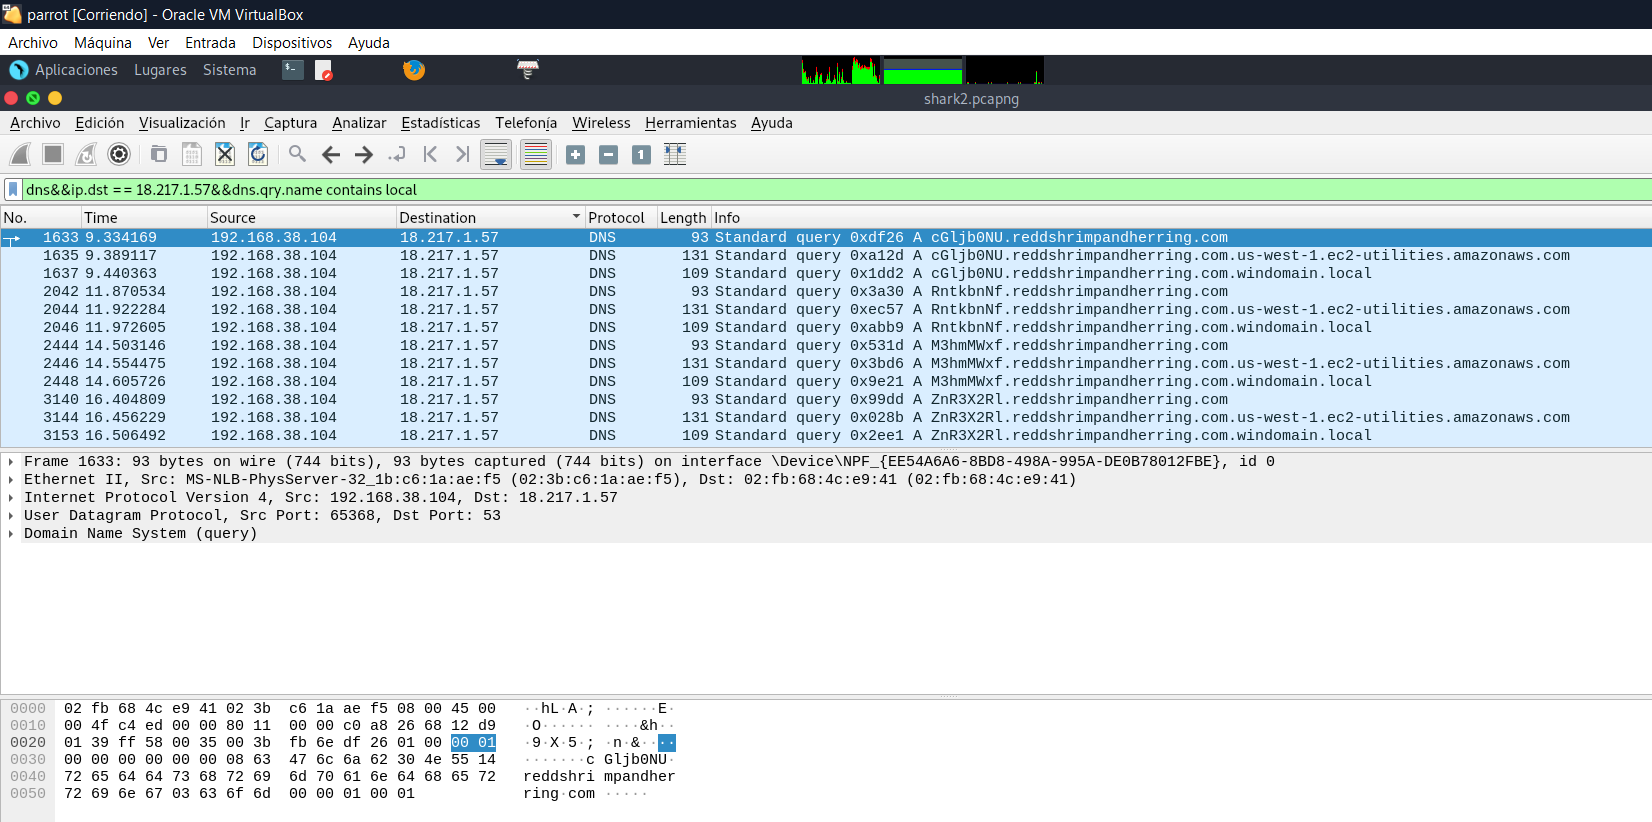 parrot [Corriendo] - Oracle VM VirtualBox
Archivo Máquina Ver Entrada Dispositivos Ayuda
Aplicaciones Lugares Sistema
shark2.pcapng
Archivo Edición Visualización Ir Captura Analizar Estadísticas Telefonía Wireless Herramientas Ayuda
dns&&ip.dst == 18.217.1.57&&dns.qry.name contains local
No. Time Source Destination Protocol Length Info
1633 9.334169 192.168.38.104 18.217.1.57 DNS 93 Standard query 0xdf26 A cGljb0NU.reddshrimpandherring.com
1635 9.389117 192.168.38.104 18.217.1.57 DNS 131 Standard query 0xa12d A cGljb0NU.reddshrimpandherring.com.us-west-1.ec2-utilities.amazonaws.com
1637 9.440363 192.168.38.104 18.217.1.57 DNS 109 Standard query 0x1dd2 A cGljb0NU.reddshrimpandherring.com.windomain.local
2042 11.870534 192.168.38.104 18.217.1.57 DNS 93 Standard query 0x3a30 A RntkbnNf.reddshrimpandherring.com
2044 11.922284 192.168.38.104 18.217.1.57 DNS 131 Standard query 0xec57 A RntkbnNf.reddshrimpandherring.com.us-west-1.ec2-utilities.amazonaws.com
2046 11.972605 192.168.38.104 18.217.1.57 DNS 109 Standard query 0xabb9 A RntkbnNf.reddshrimpandherring.com.windomain.local
2444 14.503146 192.168.38.104 18.217.1.57 DNS 93 Standard query 0x531d A M3hmMWxf.reddshrimpandherring.com
2446 14.554475 192.168.38.104 18.217.1.57 DNS 131 Standard query 0x3bd6 A M3hmMWxf.reddshrimpandherring.com.us-west-1.ec2-utilities.amazonaws.com
2448 14.605726 192.168.38.104 18.217.1.57 DNS 109 Standard query 0x9e21 A M3hmMWxf.reddshrimpandherring.com.windomain.local
3140 16.404809 192.168.38.104 18.217.1.57 DNS 93 Standard query 0x99dd A ZnR3X2Rl.reddshrimpandherring.com
3144 16.456229 192.168.38.104 18.217.1.57 DNS 131 Standard query 0x028b A ZnR3X2Rl.reddshrimpandherring.com.us-west-1.ec2-utilities.amazonaws.com
3153 16.506492 192.168.38.104 18.217.1.57 DNS 109 Standard query 0x2ee1 A ZnR3X2Rl.reddshrimpandherring.com.windomain.local
Frame 1633: 93 bytes on wire (744 bits), 93 bytes captured (744 bits) on interface \Device\NPF_{EE54A6A6-8BD8-498A-995A-DE0B78012FBE}, id 0
Ethernet II, Src: MS-NLB-PhysServer-32_1b:c6:1a:ae:f5 (02:3b:c6:1a:ae:f5), Dst: 02:fb:68:4c:e9:41 (02:fb:68:4c:e9:41)
Internet Protocol Version 4, Src: 192.168.38.104, Dst: 18.217.1.57
User Datagram Protocol, Src Port: 65368, Dst Port: 53
Domain Name System (query)
0000 02 fb 68 4c e9 41 02 3b c6 1a ae f5 08 00 45 00 ··hL·A·; ······E·
0010 00 4f c4 ed 00 00 80 11 00 00 c0 a8 26 68 12 d9 ·O······ ····&h··
0020 01 39 ff 58 00 35 00 3b fb 6e df 26 01 00 00 01 ·9·X·5·; ·n·&····
0030 00 00 00 00 00 00 08 63 47 6c 6a 62 30 4e 55 14 ·······c Gljb0NU·
0040 72 65 64 64 73 68 72 69 6d 70 61 6e 64 68 65 72 reddshri mpandher
0050 72 69 6e 67 03 63 6f 6d 00 00 01 00 01 ring·com ·····